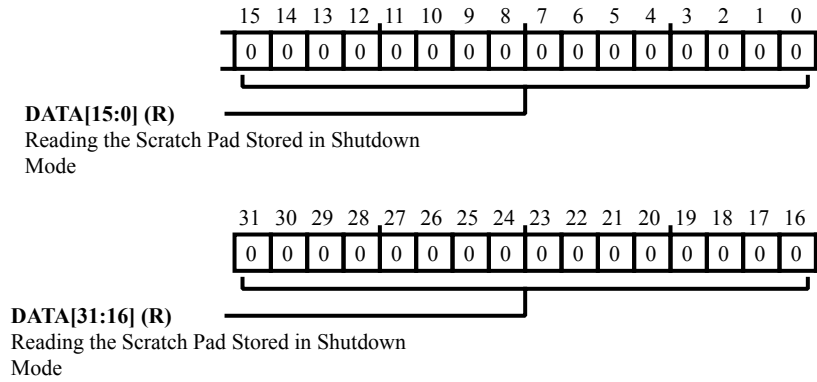 15 14 13 12 11 10 9 8 7 6 5 4 3 2 1 0
0 0 0 0 0 0 0 0 0 0 0 0 0 0 0 0
DATA[15:0] (R)
Reading the Scratch Pad Stored in Shutdown
Mode
31 30 29 28 27 26 25 24 23 22 21 20 19 18 17 16
0 0 0 0 0 0 0 0 0 0 0 0 0 0 0 0
DATA[31:16] (R)
Reading the Scratch Pad Stored in Shutdown
Mode